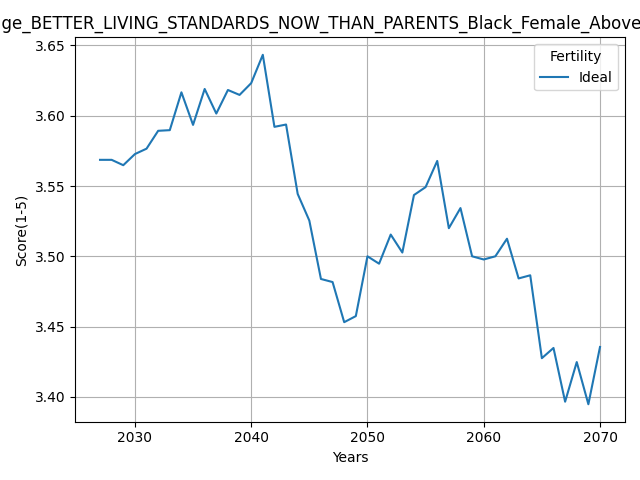 ge_BETTER_LIVING_STANDARDS_NOW_THAN_PARENTS_Black_Female_Above
3.65
3.60
3.55
3.50
3.45
3.40
Score(1-5)
Fertility
Ideal
2030 2040 2050 2060 2070
Years